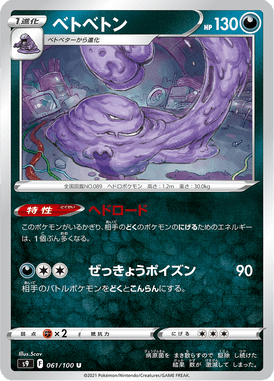 1進化
ベトベトン
HP 130
ベトベターから進化
全国図鑑NO.089 ヘドロポケモン 高さ：1.2m 重さ：30.0kg
特性 ヘドロード
このポケモンがいるかぎり、相手のどくのポケモンのにげるためのエネルギーは、1個ぶん多くなる。
ぜっきょうポイズン 90
相手のバトルポケモンをどくとこんらんにする。
弱点 ×2 抵抗力 にげる
Illus.Scav
s9 F 061/100 U
©2021 Pokémon/Nintendo/Creatures/GAME FREAK.